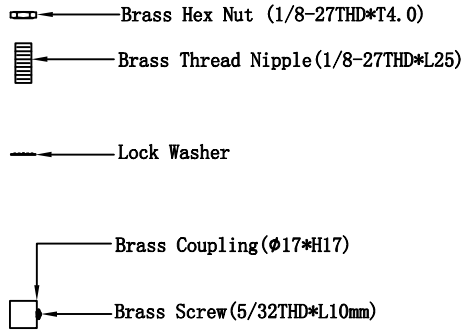 Brass Hex Nut (1/8-27THD*T4.0)
Brass Thread Nipple(1/8-27THD*L25)
Lock Washer
Brass Coupling(Φ17*H17)
Brass Screw(5/32THD*L10mm)